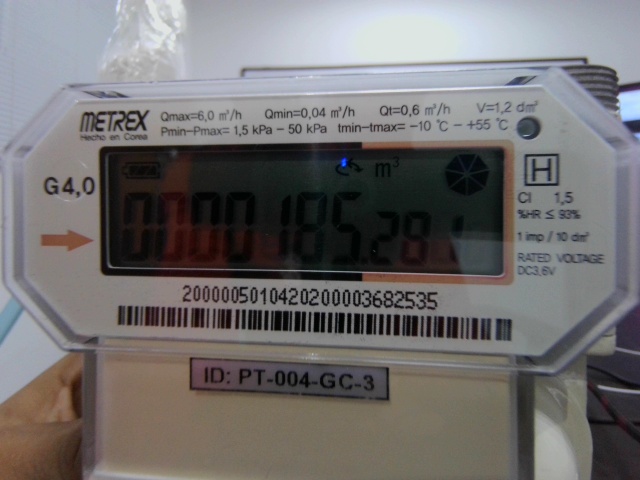 METREX
Hecho en Corea
Qmax=6,0 m³/h Qmin=0,04 m³/h Qt=0,6 m³/h V=1,2 dm³
Pmin-Pmax= 1,5 kPa - 50 kPa tmin-tmax= -10 °C - +55 °C
G4,0
m³
0000185.281
H
Cl 1,5
%HR ≤ 93%
1 imp / 10 dm³
RATED VOLTAGE
DC3,6V
2000005010420200003682535
ID: PT-004-GC-3